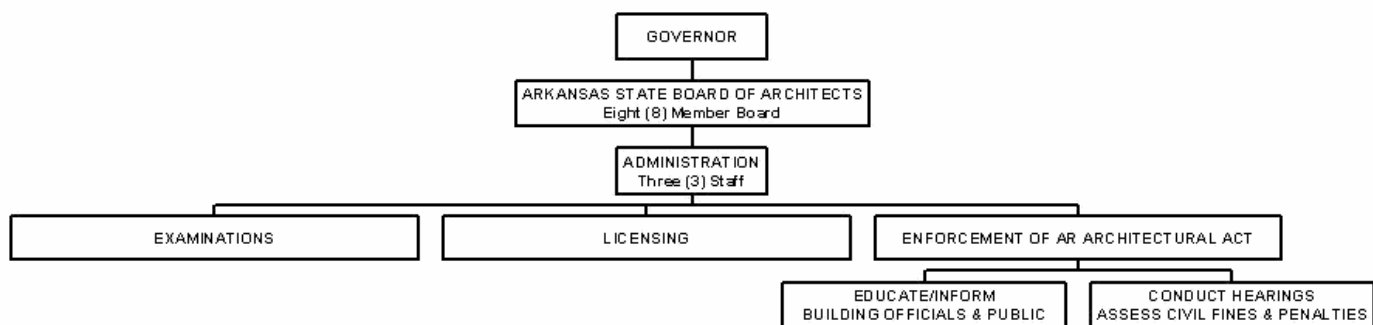 GOVERNOR
ARKANSAS STATE BOARD OF ARCHITECTS
Eight (8) Member Board
ADMINISTRATION
Three (3) Staff
EXAMINATIONS
LICENSING
ENFORCEMENT OF AR ARCHITECTURAL ACT
EDUCATE/INFORM
BUILDING OFFICIALS & PUBLIC
CONDUCT HEARINGS
ASSESS CIVIL FINES & PENALTIES